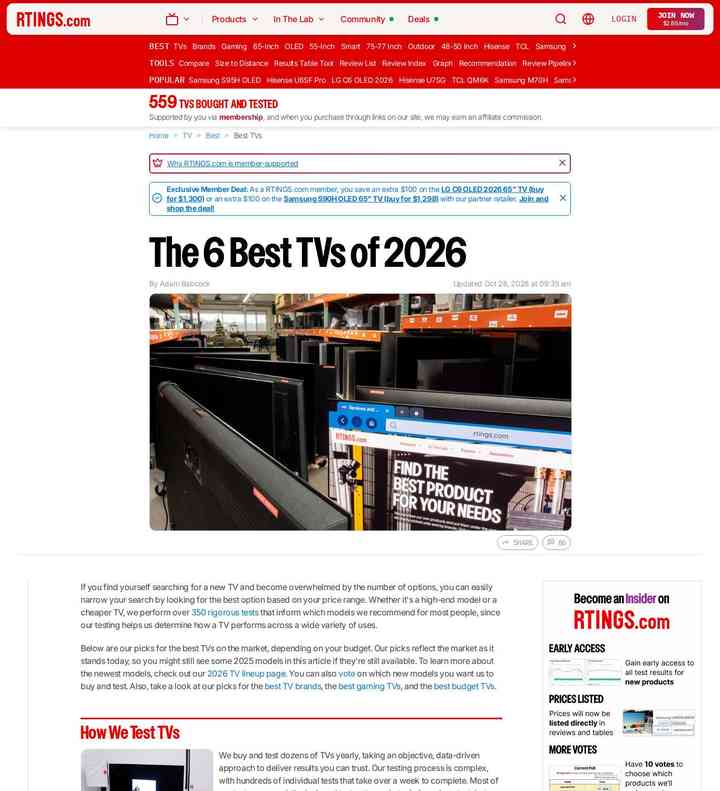 RTINGS.com
Products
In The Lab
Community
Deals
LOGIN
JOIN NOW
$2.85/mo
BEST TVs Brands Gaming 65-Inch OLED 55-Inch Smart 75-77 Inch Outdoor 48-50 Inch Hisense TCL Samsung
TOOLS Compare Size to Distance Results Table Tool Review List Review Index Graph Recommendation Review Pipeline
POPULAR Samsung S95H OLED Hisense U65F Pro LG C6 OLED 2026 Hisense U75G TCL QM6K Samsung M70H Sams
559 TVS BOUGHT AND TESTED
Supported by you via membership, and when you purchase through links on our site, we may earn an affiliate commission.
Home > TV > Best > Best TVs
Why RTINGS.com is member-supported
Exclusive Member Deal: As a RTINGS.com member, you save an extra $100 on the LG C6 OLED 2026 65" TV (buy
for $1,300) or an extra $100 on the Samsung S90H OLED 65" TV (buy for $1,298) with our partner retailer. Join and
shop the deal!
The 6 Best TVs of 2026
By Adam Babcock
Updated Oct 28, 2026 at 09:35 am
rtings.com
RTINGS.com
FIND THE
BEST PRODUCT
FOR YOUR NEEDS
SHARE
If you find yourself searching for a new TV and become overwhelmed by the number of options, you can easily
narrow your search by looking for the best option based on your price range. Whether it's a high-end model or a
cheaper TV, we perform over 350 rigorous tests that inform which models we recommend for most people, since
our testing helps us determine how a TV performs across a wide variety of uses.
Below are our picks for the best TVs on the market, depending on your budget. Our picks reflect the market as it
stands today, so you might still see some 2025 models in this article if they're still available. To learn more about
the newest models, check out our 2026 TV lineup page. You can also vote on which new models you want us to
buy and test. Also, take a look at our picks for the best TV brands, the best gaming TVs, and the best budget TVs.
How We Test TVs
We buy and test dozens of TVs yearly, taking an objective, data-driven
approach to deliver results you can trust. Our testing process is complex,
with hundreds of individual tests that take over a week to complete. Most of
Become an Insider on
RTINGS.com
EARLY ACCESS
Gain early access to
all test results for
new products
PRICES LISTED
Prices will now be
listed directly in
reviews and tables
MORE VOTES
Have 10 votes to
choose which
products we'll